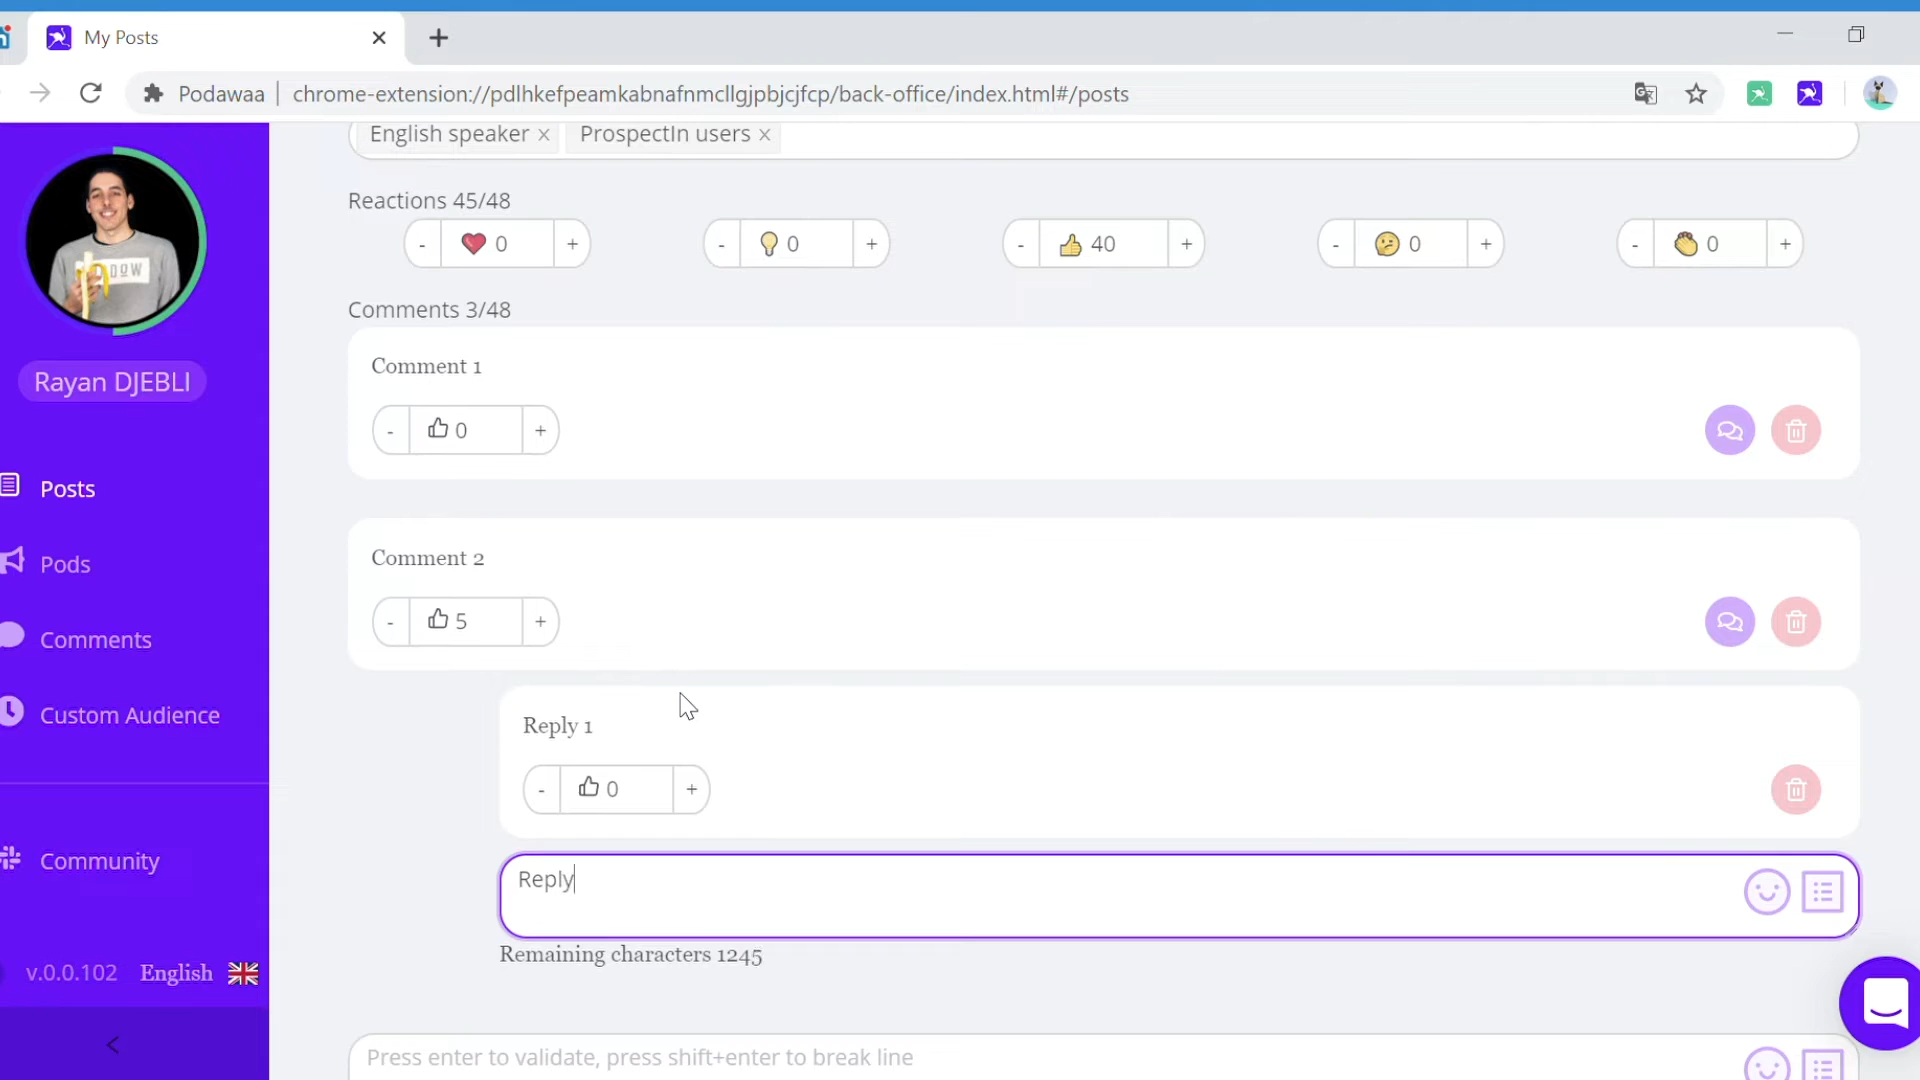 My Posts
Podawaa
chrome-extension://pdlhkefpeamkabnafnmcllgjpbjcjfcp/back-office/index.html#/posts
English speaker ×
ProspectIn users ×
Reactions 45/48
- 0 +
- 0 +
- 40 +
- 0 +
- 0 +
Comments 3/48
Comment 1
- 0 +
Comment 2
- 5 +
Reply 1
- 0 +
Reply
Remaining characters 1245
Press enter to validate, press shift+enter to break line
Rayan DJEBLI
Posts
Pods
Comments
Custom Audience
Community
v.0.0.102
English